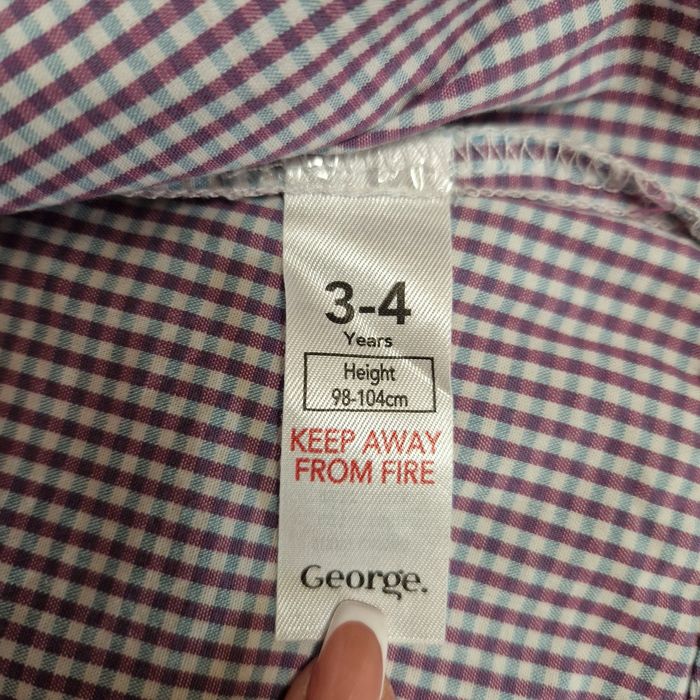 3-4
Years
Height
98-104cm
KEEP AWAY
FROM FIRE
George.